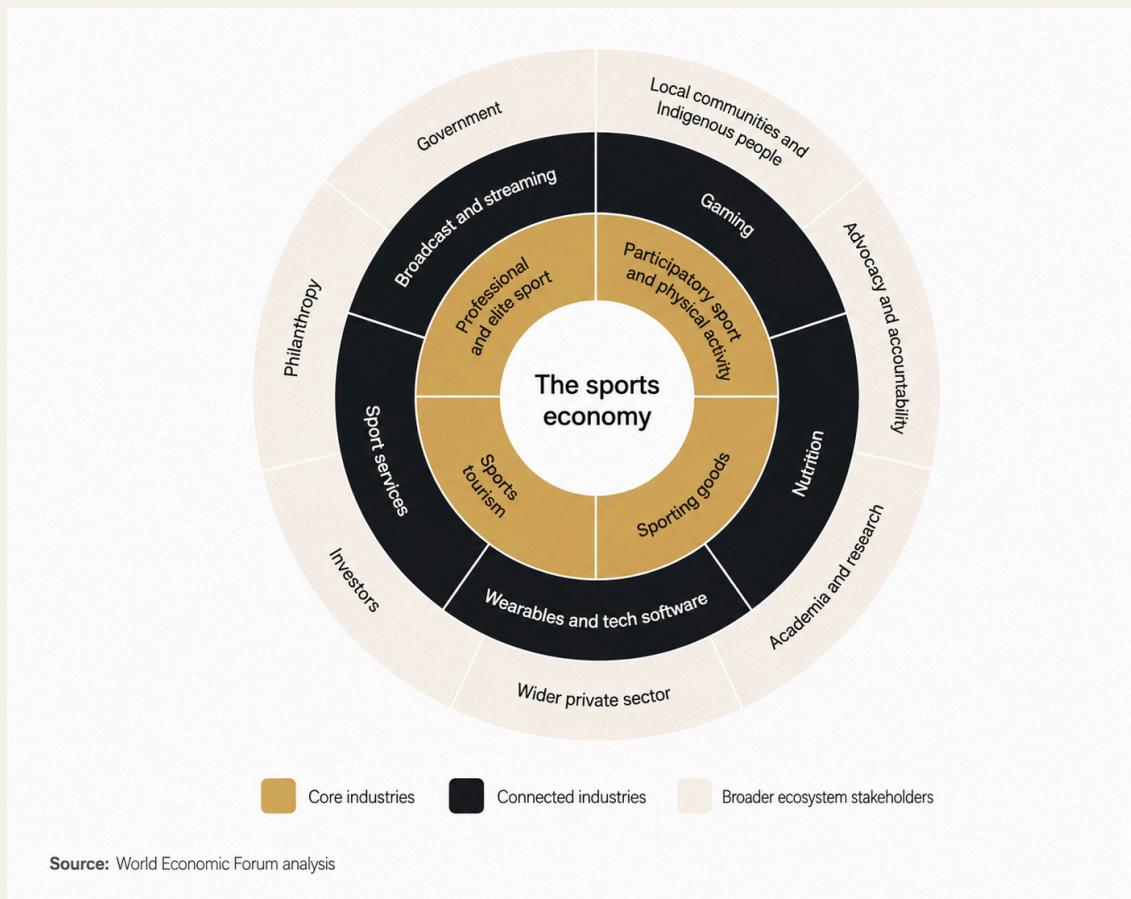 The sports
economy
Professional
and elite sport
Participatory sport
and physical activity
Sporting goods
Sports
tourism
Broadcast and streaming
Gaming
Nutrition
Wearables and tech software
Sport services
Government
Local communities and
Indigenous people
Advocacy and accountability
Academia and research
Wider private sector
Investors
Philanthropy
Core industries
Connected industries
Broader ecosystem stakeholders
Source: World Economic Forum analysis